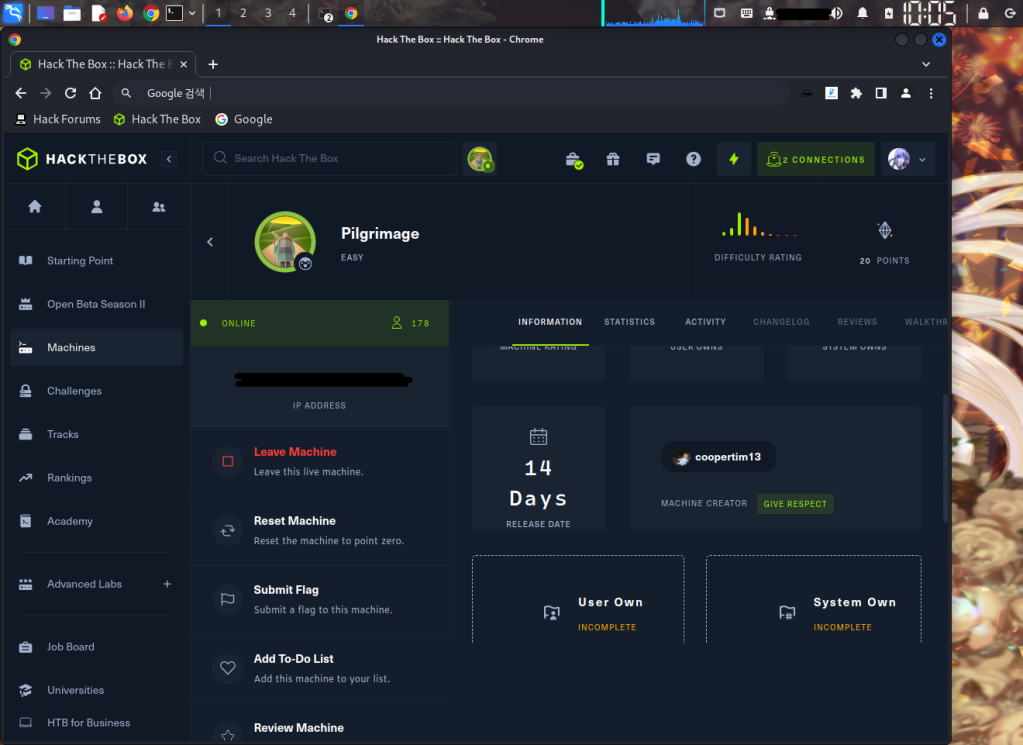 1 2 3 4
2
10:05
Hack The Box :: Hack The Box - Chrome
Hack The Box :: Hack The B
Google 검색
Hack Forums Hack The Box Google
HACKTHEBOX
Search Hack The Box
2 CONNECTIONS
Pilgrimage
EASY
DIFFICULTY RATING
20 POINTS
Starting Point
Open Beta Season II
Machines
Challenges
Tracks
Rankings
Academy
Advanced Labs +
Job Board
Universities
HTB for Business
ONLINE 178
IP ADDRESS
Leave Machine
Leave this live machine.
Reset Machine
Reset the machine to point zero.
Submit Flag
Submit a flag to this machine.
Add To-Do List
Add this machine to your list.
Review Machine
INFORMATION STATISTICS ACTIVITY CHANGELOG REVIEWS WALKTHR
MACHINE RATING USER OWNS SYSTEM OWNS
14
Days
RELEASE DATE
coopertim13
MACHINE CREATOR GIVE RESPECT
User Own
INCOMPLETE
System Own
INCOMPLETE